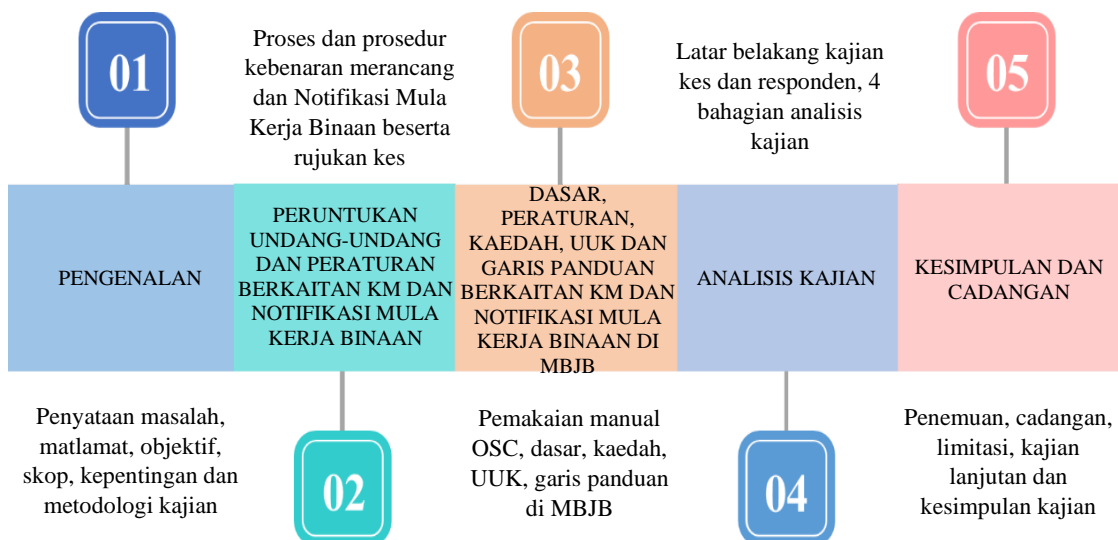 01
PENGENALAN
Penyataan masalah,
matlamat, objektif,
skop, kepentingan dan
metodologi kajian
Proses dan prosedur
kebenaran merancang
dan Notifikasi Mula
Kerja Binaan beserta
rujukan kes
PERUNTUKAN
UNDANG-UNDANG
DAN PERATURAN
BERKAITAN KM DAN
NOTIFIKASI MULA
KERJA BINAAN
02
03
DASAR,
PERATURAN,
KAEDAH, UUK DAN
GARIS PANDUAN
BERKAITAN KM DAN
NOTIFIKASI MULA
KERJA BINAAN DI
MBJB
Pemakaian manual
OSC, dasar, kaedah,
UUK, garis panduan
di MBJB
Latar belakang kajian
kes dan responden, 4
bahagian analisis
kajian
ANALISIS KAJIAN
04
05
KESIMPULAN DAN
CADANGAN
Penemuan, cadangan,
limitasi, kajian
lanjutan dan
kesimpulan kajian